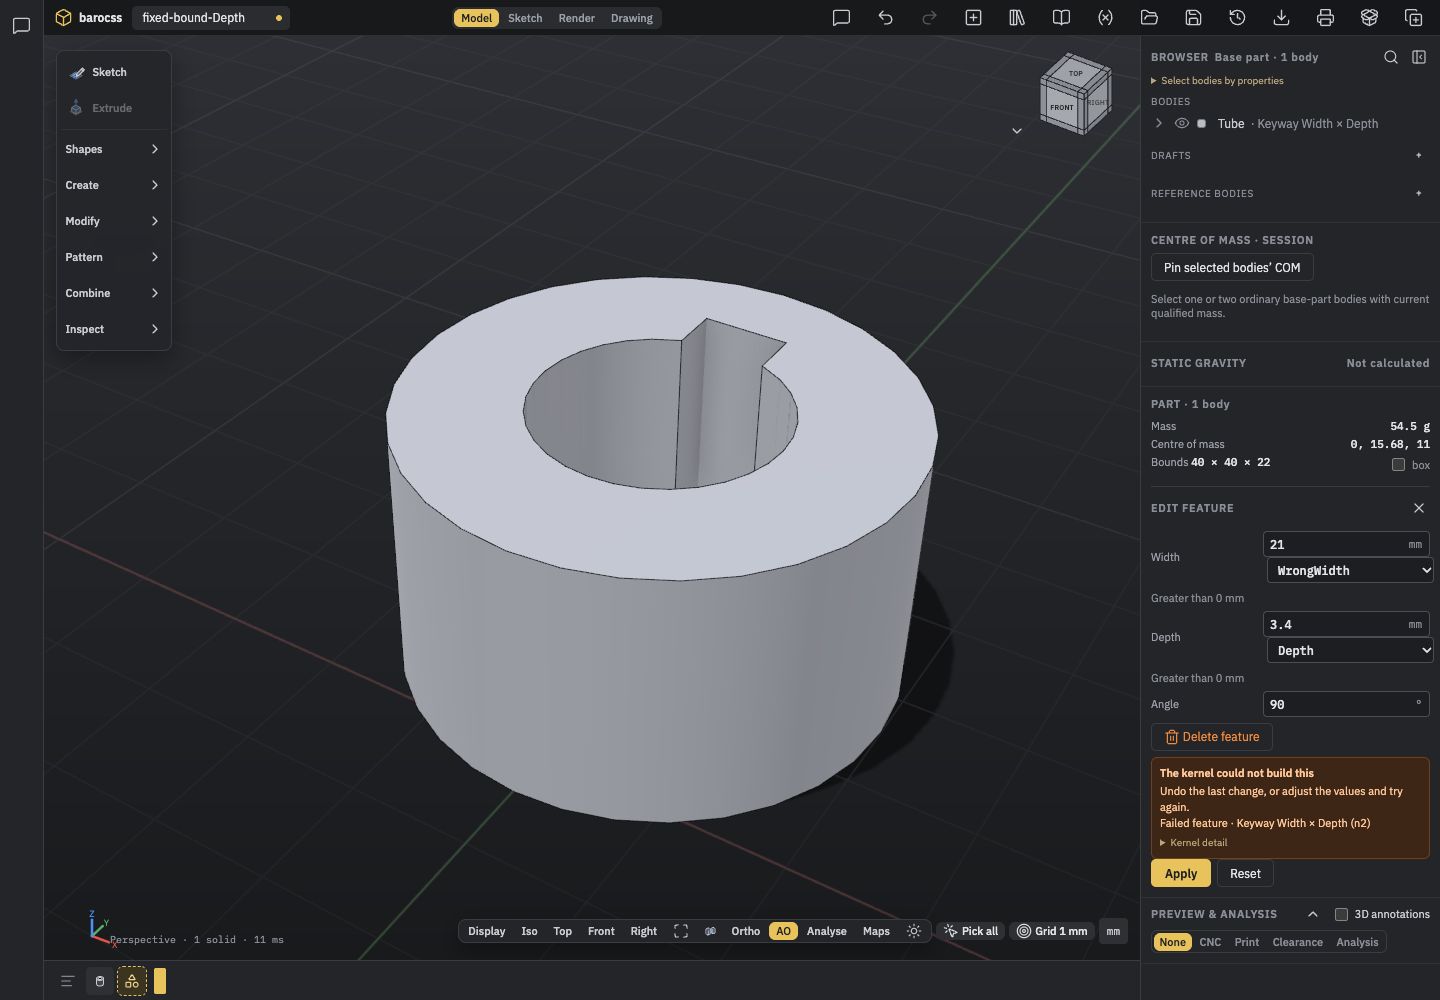 barocss
fixed-bound-Depth
Model
Sketch
Render
Drawing
Sketch
Extrude
Shapes
Create
Modify
Pattern
Combine
Inspect
TOP
FRONT
RIGHT
BROWSER Base part · 1 body
Select bodies by properties
BODIES
Tube · Keyway Width × Depth
DRAFTS
REFERENCE BODIES
CENTRE OF MASS · SESSION
Pin selected bodies’ COM
Select one or two ordinary base-part bodies with current
qualified mass.
STATIC GRAVITY Not calculated
PART · 1 body
Mass 54.5 g
Centre of mass 0, 15.68, 11
Bounds 40 × 40 × 22 box
EDIT FEATURE
Width 21 mm
WrongWidth
Greater than 0 mm
Depth 3.4 mm
Depth
Greater than 0 mm
Angle 90 °
Delete feature
The kernel could not build this
Undo the last change, or adjust the values and try
again.
Failed feature · Keyway Width × Depth (n2)
Kernel detail
Apply Reset
PREVIEW & ANALYSIS 3D annotations
None CNC Print Clearance Analysis
Z
Y
X
Perspective · 1 solid · 11 ms
Display Iso Top Front Right Ortho AO Analyse Maps Pick all Grid 1 mm mm